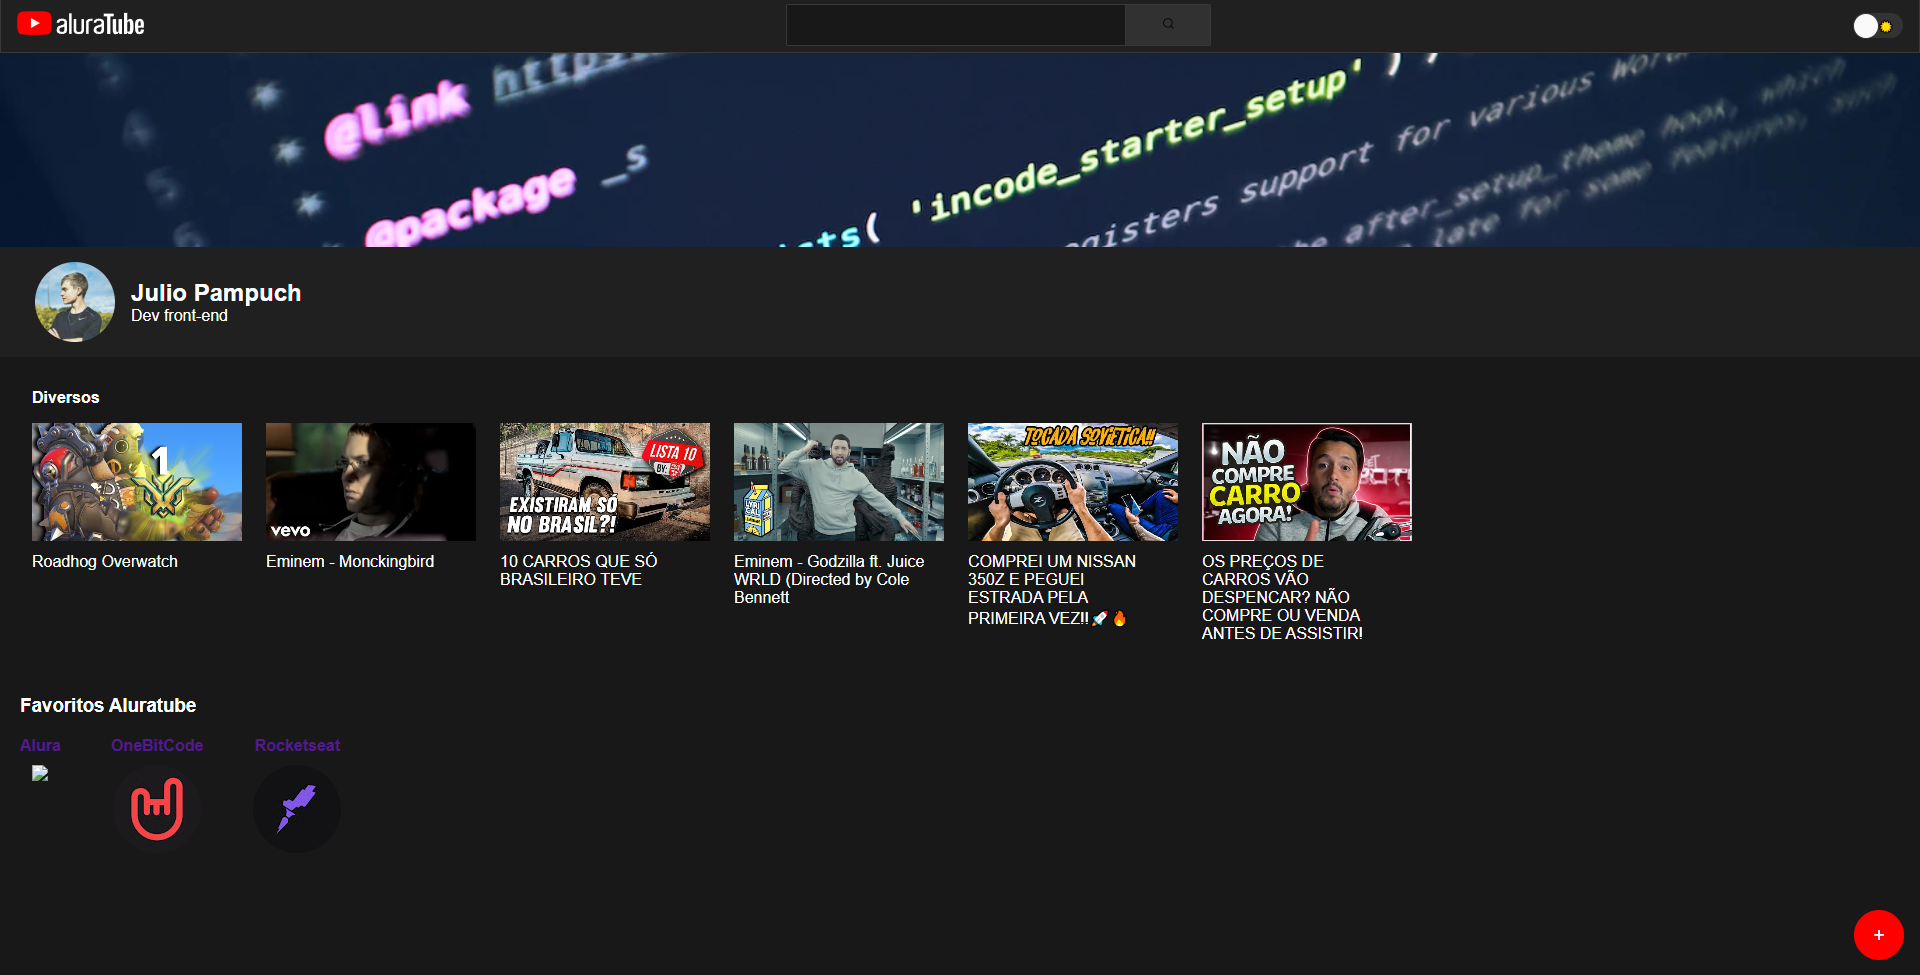 aluraTube
@link https:
@package _s
'incode_starter_setup' ) ;
registers support for various Wor
after_setup_theme hook, which
late for some features, such
Julio Pampuch
Dev front-end
Diversos
1
vevo
LISTA 10
BY:
EXISTIRAM SÓ
NO BRASIL?!
TOCADA SOVIETICA!!
NÃO
COMPRE
CARRO
AGORA!
Roadhog Overwatch
Eminem - Monckingbird
10 CARROS QUE SÓ
BRASILEIRO TEVE
Eminem - Godzilla ft. Juice
WRLD (Directed by Cole
Bennett
COMPREI UM NISSAN
350Z E PEGUEI
ESTRADA PELA
PRIMEIRA VEZ!!🚀🔥
OS PREÇOS DE
CARROS VÃO
DESPENCAR? NÃO
COMPRE OU VENDA
ANTES DE ASSISTIR!
Favoritos Aluratube
Alura
OneBitCode
Rocketseat
+